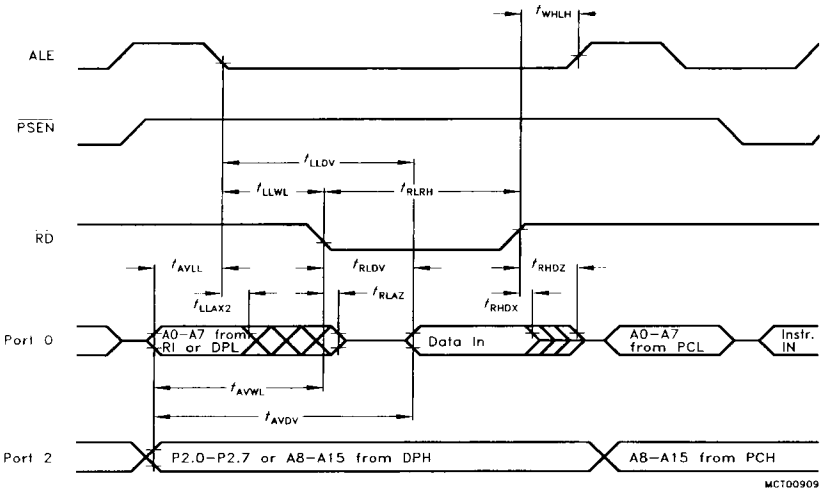 tWHLH
ALE
PSEN
tLLDV
tLLWL
tRLRH
RD
tAVLL
tRLDV
tRHDZ
tLLAX2
tRLAZ
tRHDX
Port 0
A0-A7 from
RI or DPL
Data In
A0-A7
from PCL
Instr.
IN
tAVWL
tAVDV
Port 2
P2.0-P2.7 or A8-A15 from DPH
A8-A15 from PCH
MCT00909